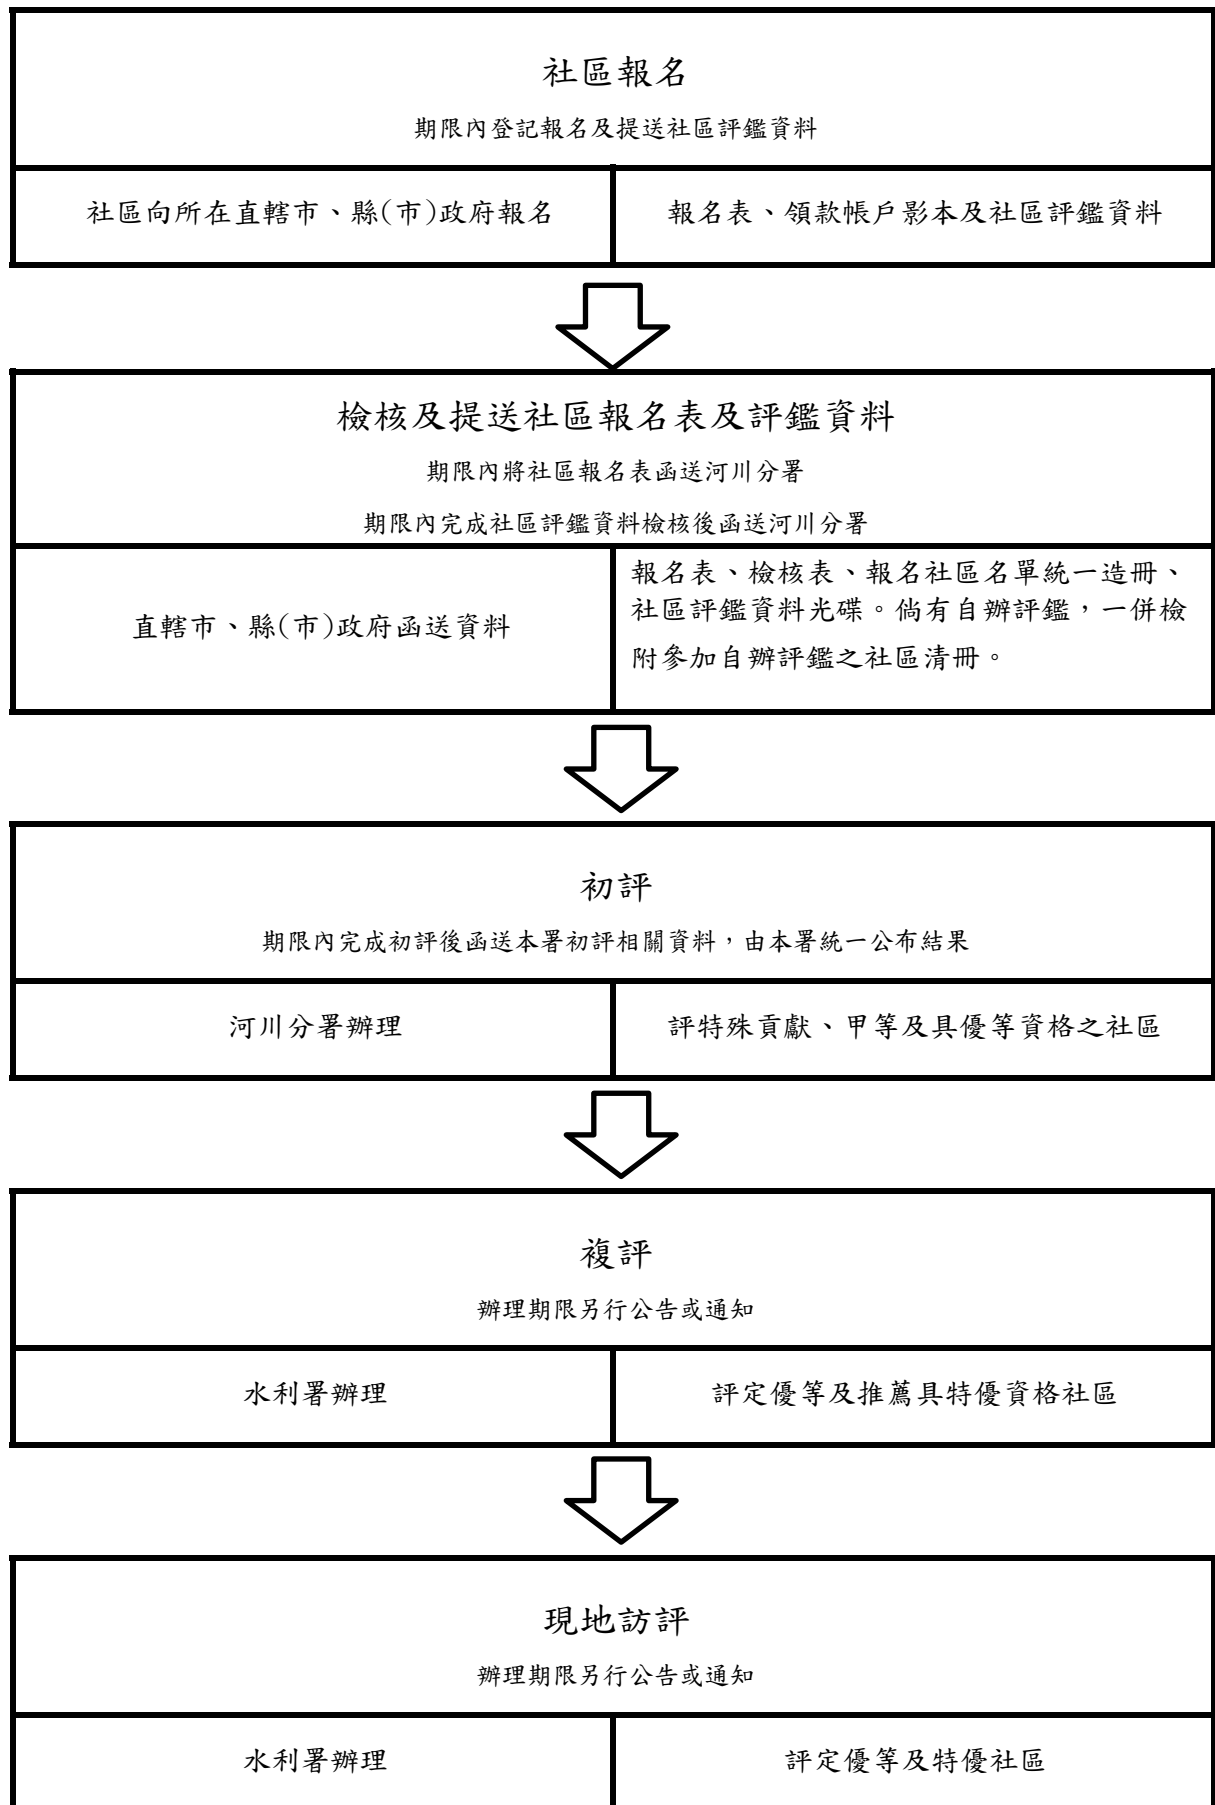 社區報名
期限內登記報名及提送社區評鑑資料
社區向所在直轄市、縣(市)政府報名
報名表、領款帳戶影本及社區評鑑資料
檢核及提送社區報名表及評鑑資料
期限內將社區報名表函送河川分署
期限內完成社區評鑑資料檢核後函送河川分署
直轄市、縣(市)政府函送資料
報名表、檢核表、報名社區名單統一造冊、
社區評鑑資料光碟。倘有自辦評鑑，一併檢
附參加自辦評鑑之社區清冊。
初評
期限內完成初評後函送本署初評相關資料，由本署統一公布結果
河川分署辦理
評特殊貢獻、甲等及具優等資格之社區
複評
辦理期限另行公告或通知
水利署辦理
評定優等及推薦具特優資格社區
現地訪評
辦理期限另行公告或通知
水利署辦理
評定優等及特優社區